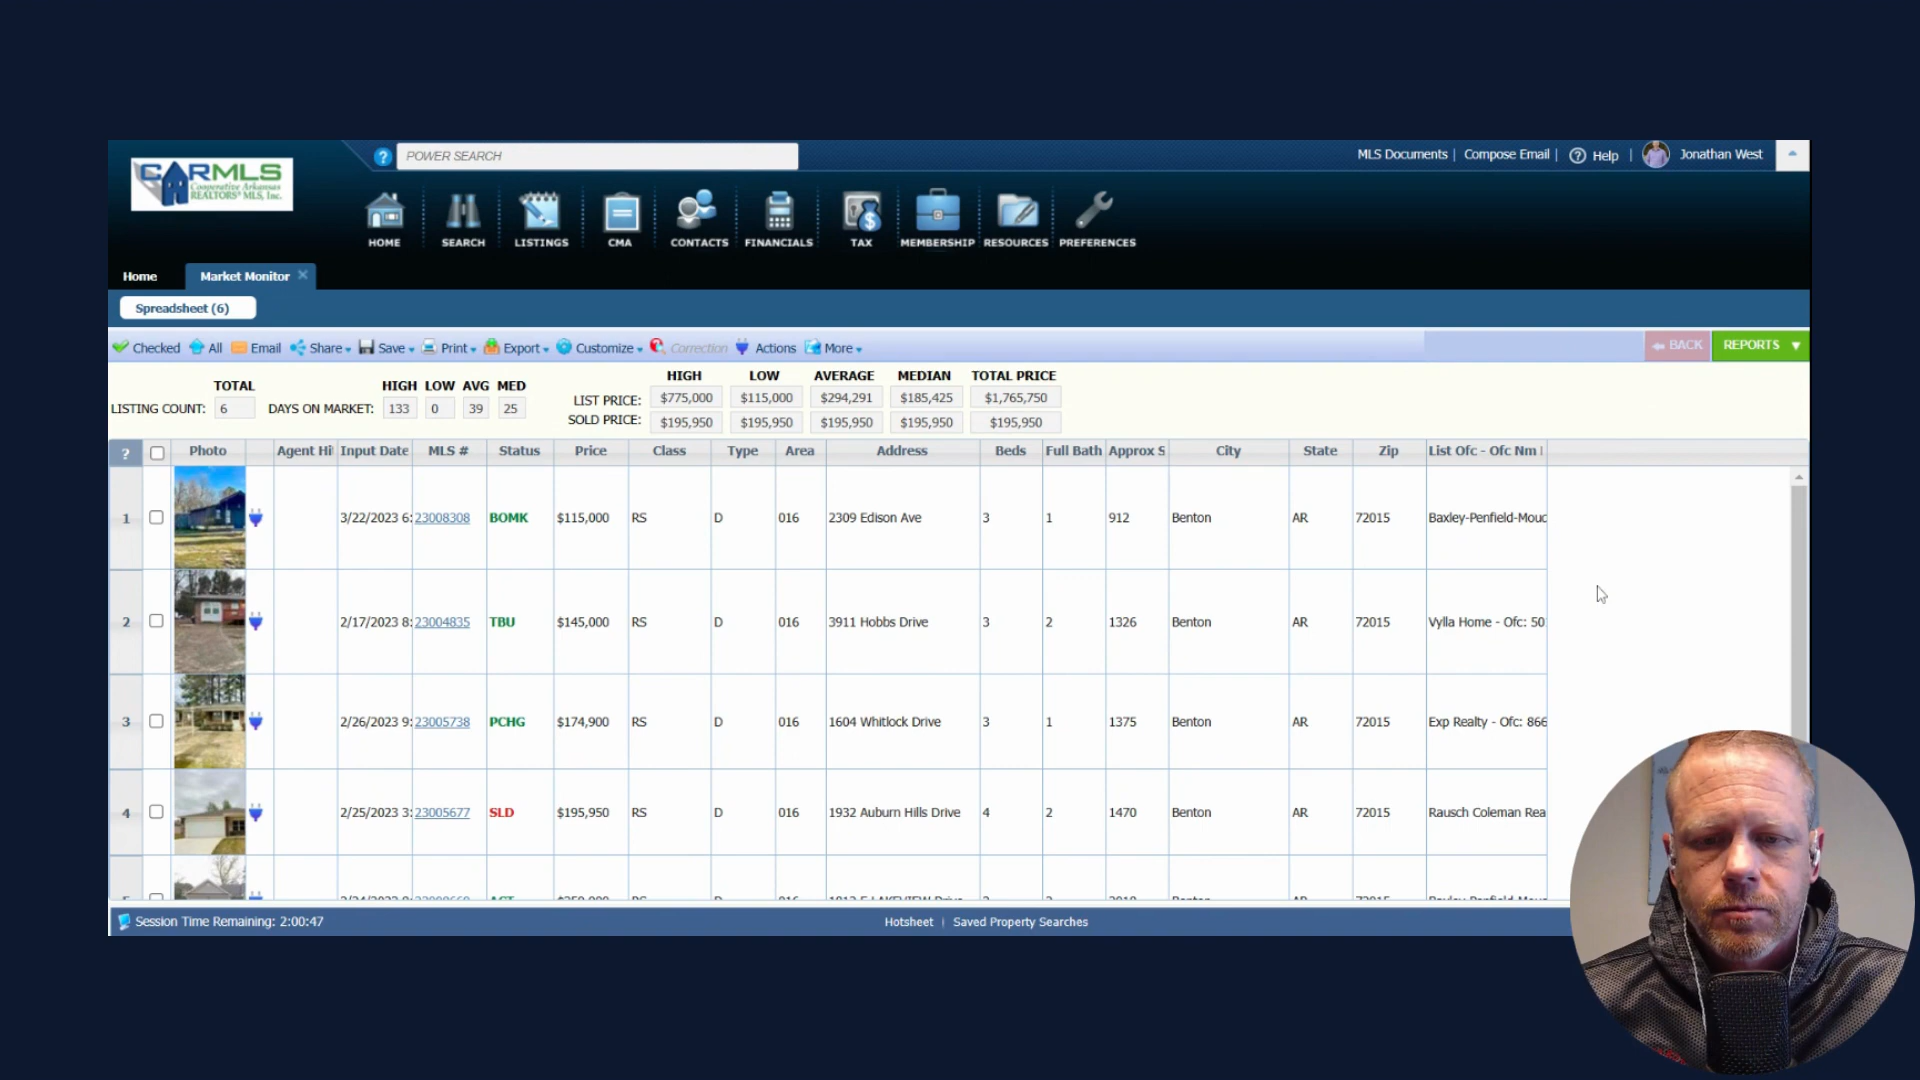 CARMLS
Cooperative Arkansas
REALTORS® MLS, Inc.
? POWER SEARCH
MLS Documents | Compose Email | ? Help | Jonathan West
HOME SEARCH LISTINGS CMA CONTACTS FINANCIALS TAX MEMBERSHIP RESOURCES PREFERENCES
Home Market Monitor
Spreadsheet (6)
Checked All Email Share Save Print Export Customize Correction Actions More BACK REPORTS
HIGH LOW AVERAGE MEDIAN TOTAL PRICE
TOTAL HIGH LOW AVG MED
LIST PRICE: $775,000 $115,000 $294,291 $185,425 $1,765,750
LISTING COUNT: 6 DAYS ON MARKET: 133 0 39 25
SOLD PRICE: $195,950 $195,950 $195,950 $195,950 $195,950
? Photo Agent Hi Input Date MLS # Status Price Class Type Area Address Beds Full Bath Approx S City State Zip List Ofc - Ofc Nm
1 3/22/2023 6: 23008308 BOMK $115,000 RS D 016 2309 Edison Ave 3 1 912 Benton AR 72015 Baxley-Penfield-Mouc
2 2/17/2023 8: 23004835 TBU $145,000 RS D 016 3911 Hobbs Drive 3 2 1326 Benton AR 72015 Vylla Home - Ofc: 50
3 2/26/2023 9: 23005738 PCHG $174,900 RS D 016 1604 Whitlock Drive 3 1 1375 Benton AR 72015 Exp Realty - Ofc: 866
4 2/25/2023 3: 23005677 SLD $195,950 RS D 016 1932 Auburn Hills Drive 4 2 1470 Benton AR 72015 Rausch Coleman Rea
Session Time Remaining: 2:00:47 Hotsheet | Saved Property Searches